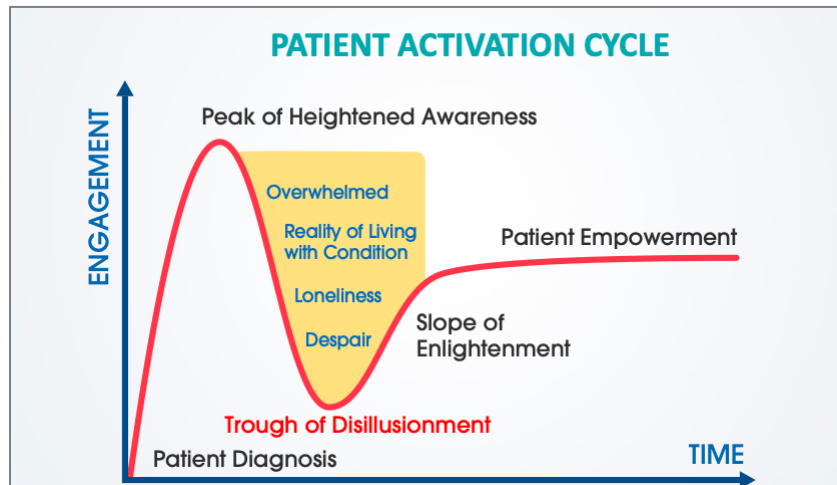 PATIENT ACTIVATION CYCLE
ENGAGEMENT
Peak of Heightened Awareness
Overwhelmed
Reality of Living
with Condition
Loneliness
Despair
Patient Empowerment
Slope of
Enlightenment
Trough of Disillusionment
Patient Diagnosis
TIME